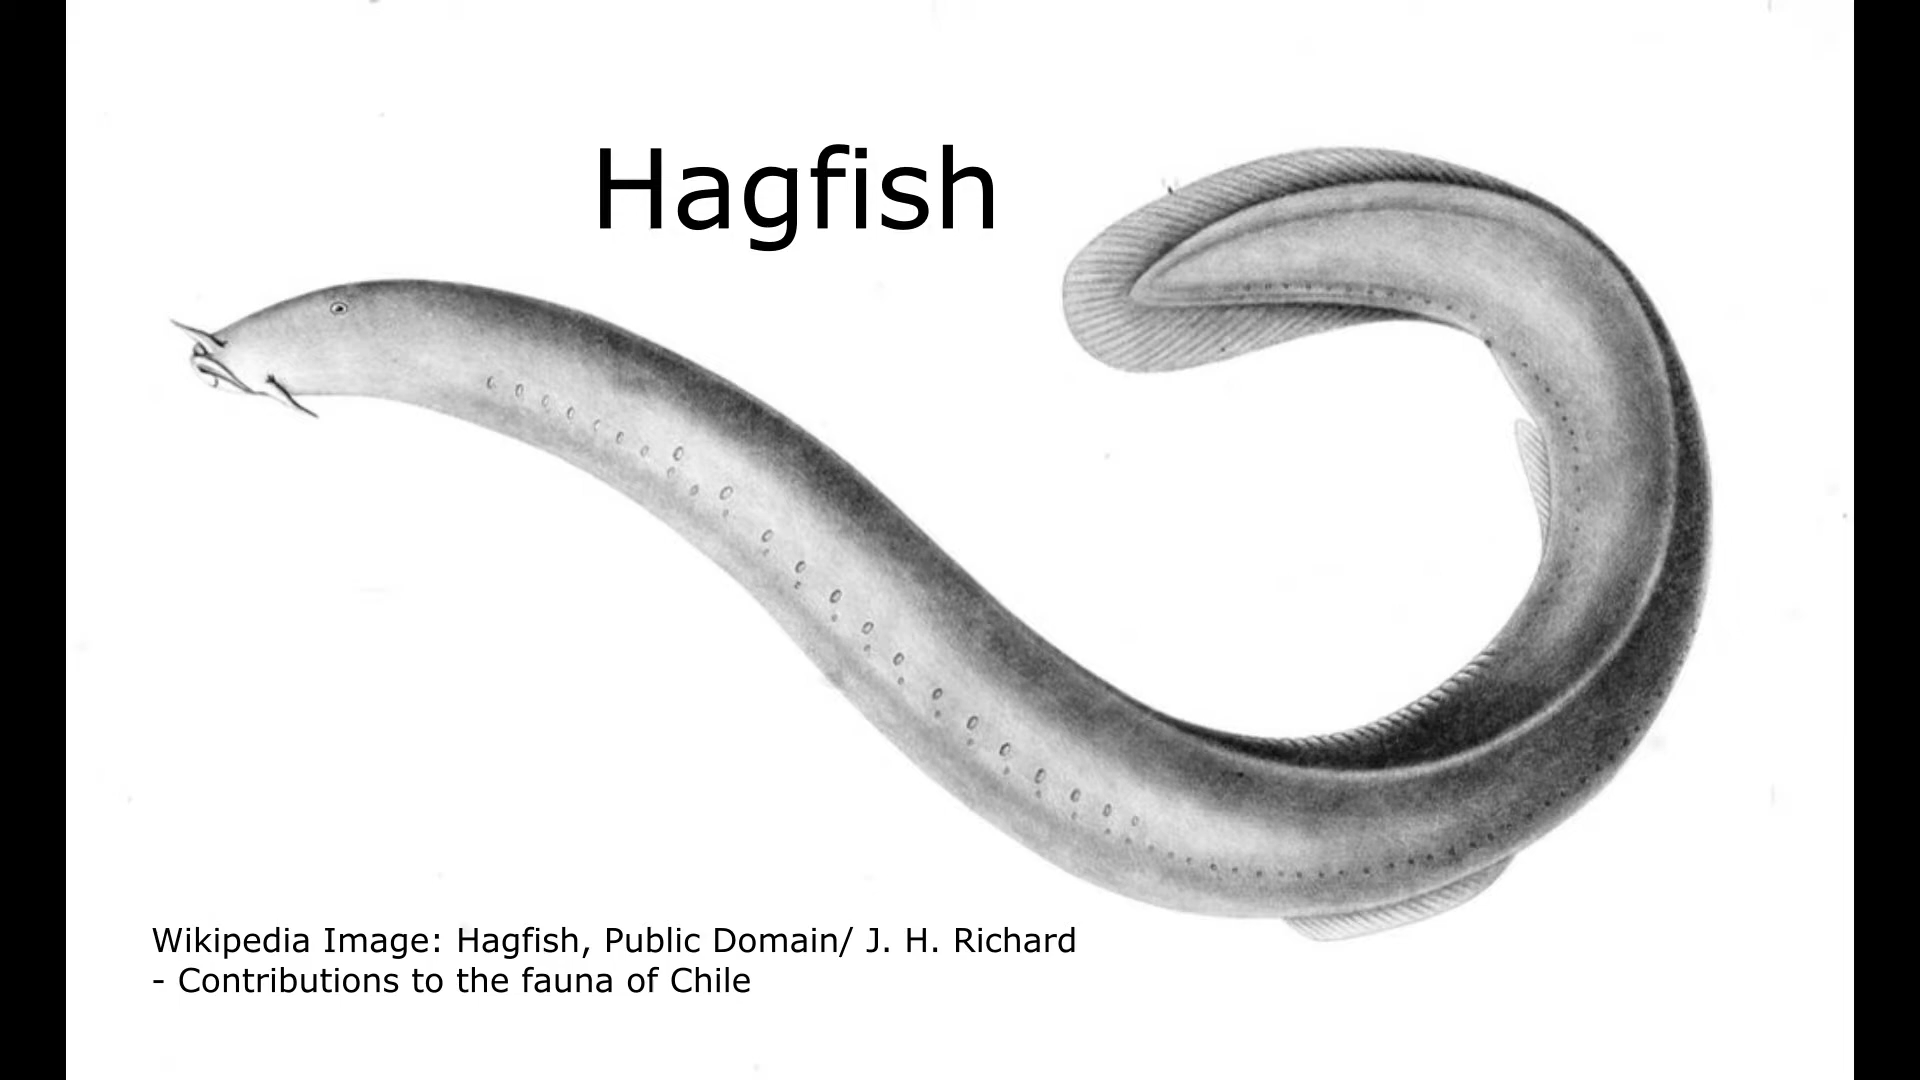 Hagfish
Wikipedia Image: Hagfish, Public Domain/ J. H. Richard
- Contributions to the fauna of Chile